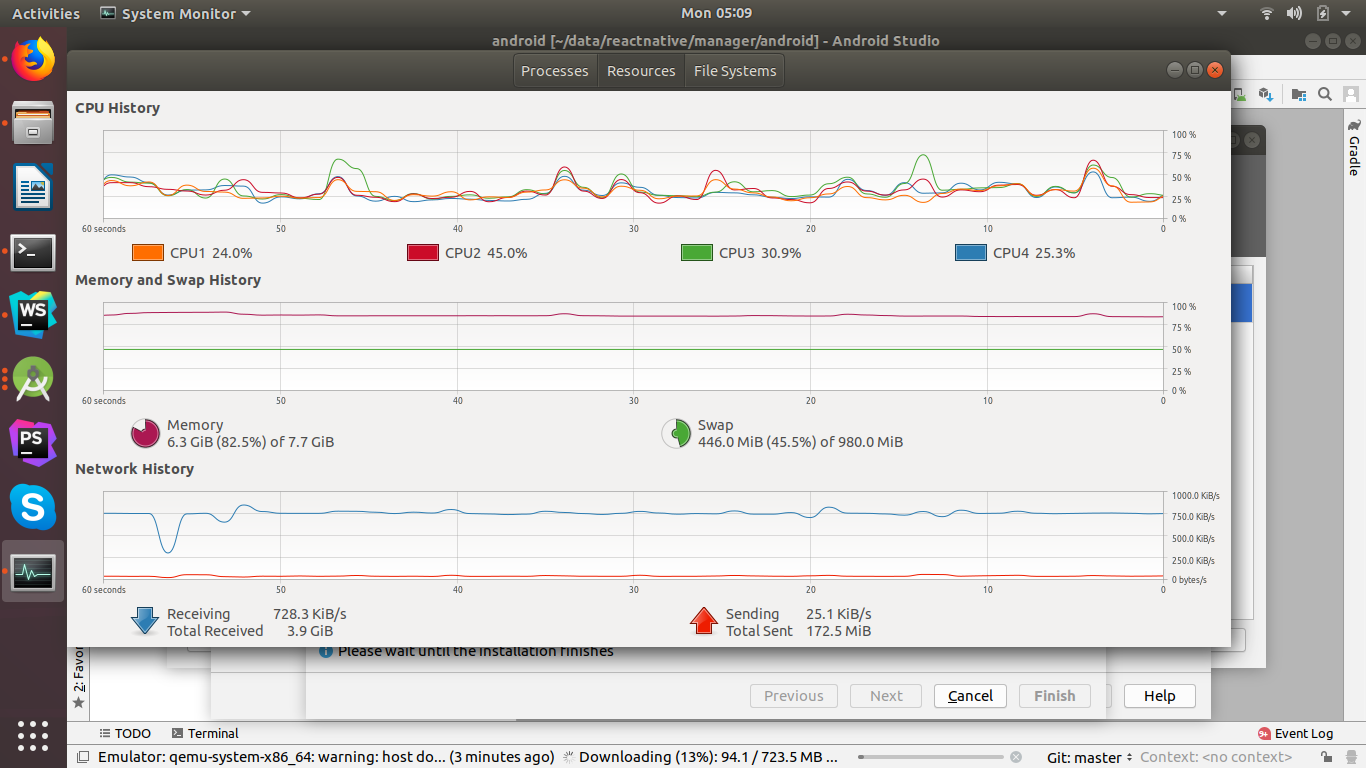 Activities System Monitor Mon 05:09
android [~/data/reactnative/manager/android] - Android Studio
Processes Resources File Systems
CPU History
100 %
75 %
50 %
25 %
0 %
60 seconds 50 40 30 20 10 0
CPU1 24.0% CPU2 45.0% CPU3 30.9% CPU4 25.3%
Memory and Swap History
100 %
75 %
50 %
25 %
0 %
60 seconds 50 40 30 20 10 0
Memory
6.3 GiB (82.5%) of 7.7 GiB
Swap
446.0 MiB (45.5%) of 980.0 MiB
Network History
1000.0 KiB/s
750.0 KiB/s
500.0 KiB/s
250.0 KiB/s
0 bytes/s
60 seconds 50 40 30 20 10 0
Receiving 728.3 KiB/s
Total Received 3.9 GiB
Sending 25.1 KiB/s
Total Sent 172.5 MiB
Please wait until the installation finishes
Previous Next Cancel Finish Help
Gradle
2: Favor
WS
PS
S
TODO Terminal 9+ Event Log
Emulator: qemu-system-x86_64: warning: host do... (3 minutes ago) Downloading (13%): 94.1 / 723.5 MB ... Git: master Context: <no context>